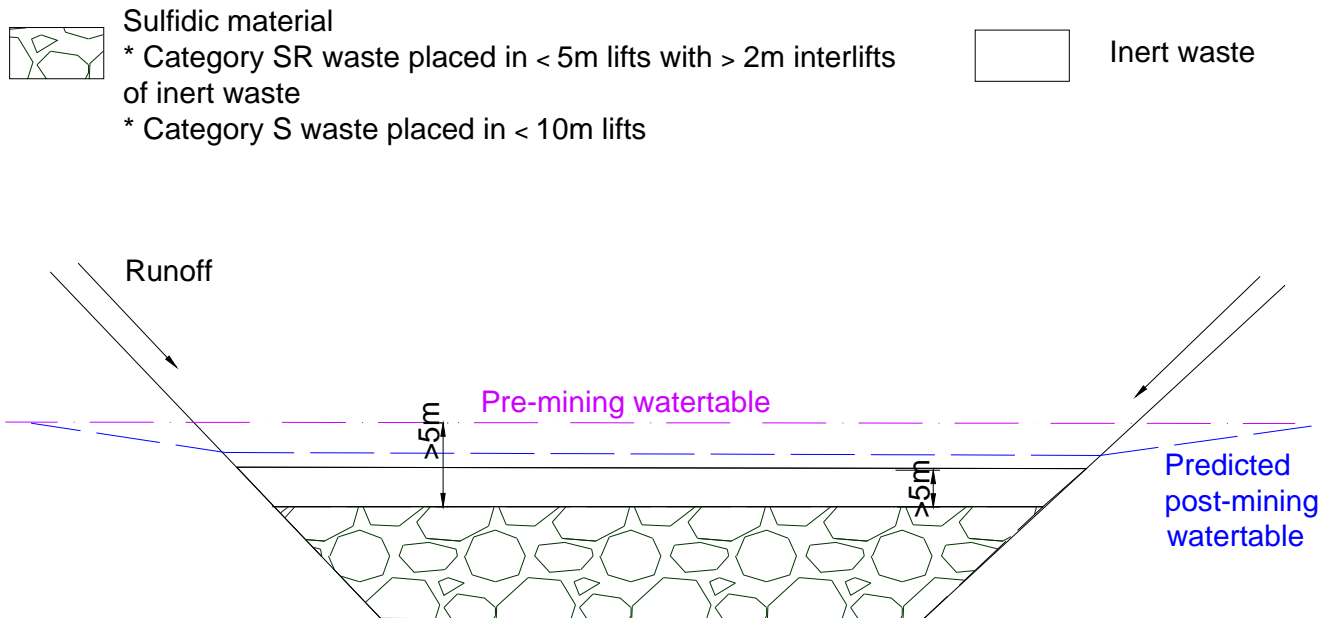 Sulfidic material
* Category SR waste placed in < 5m lifts with > 2m interlifts
of inert waste
* Category S waste placed in < 10m lifts
Inert waste
Runoff
Pre-mining watertable
>5m
>5m
Predicted
post-mining
watertable